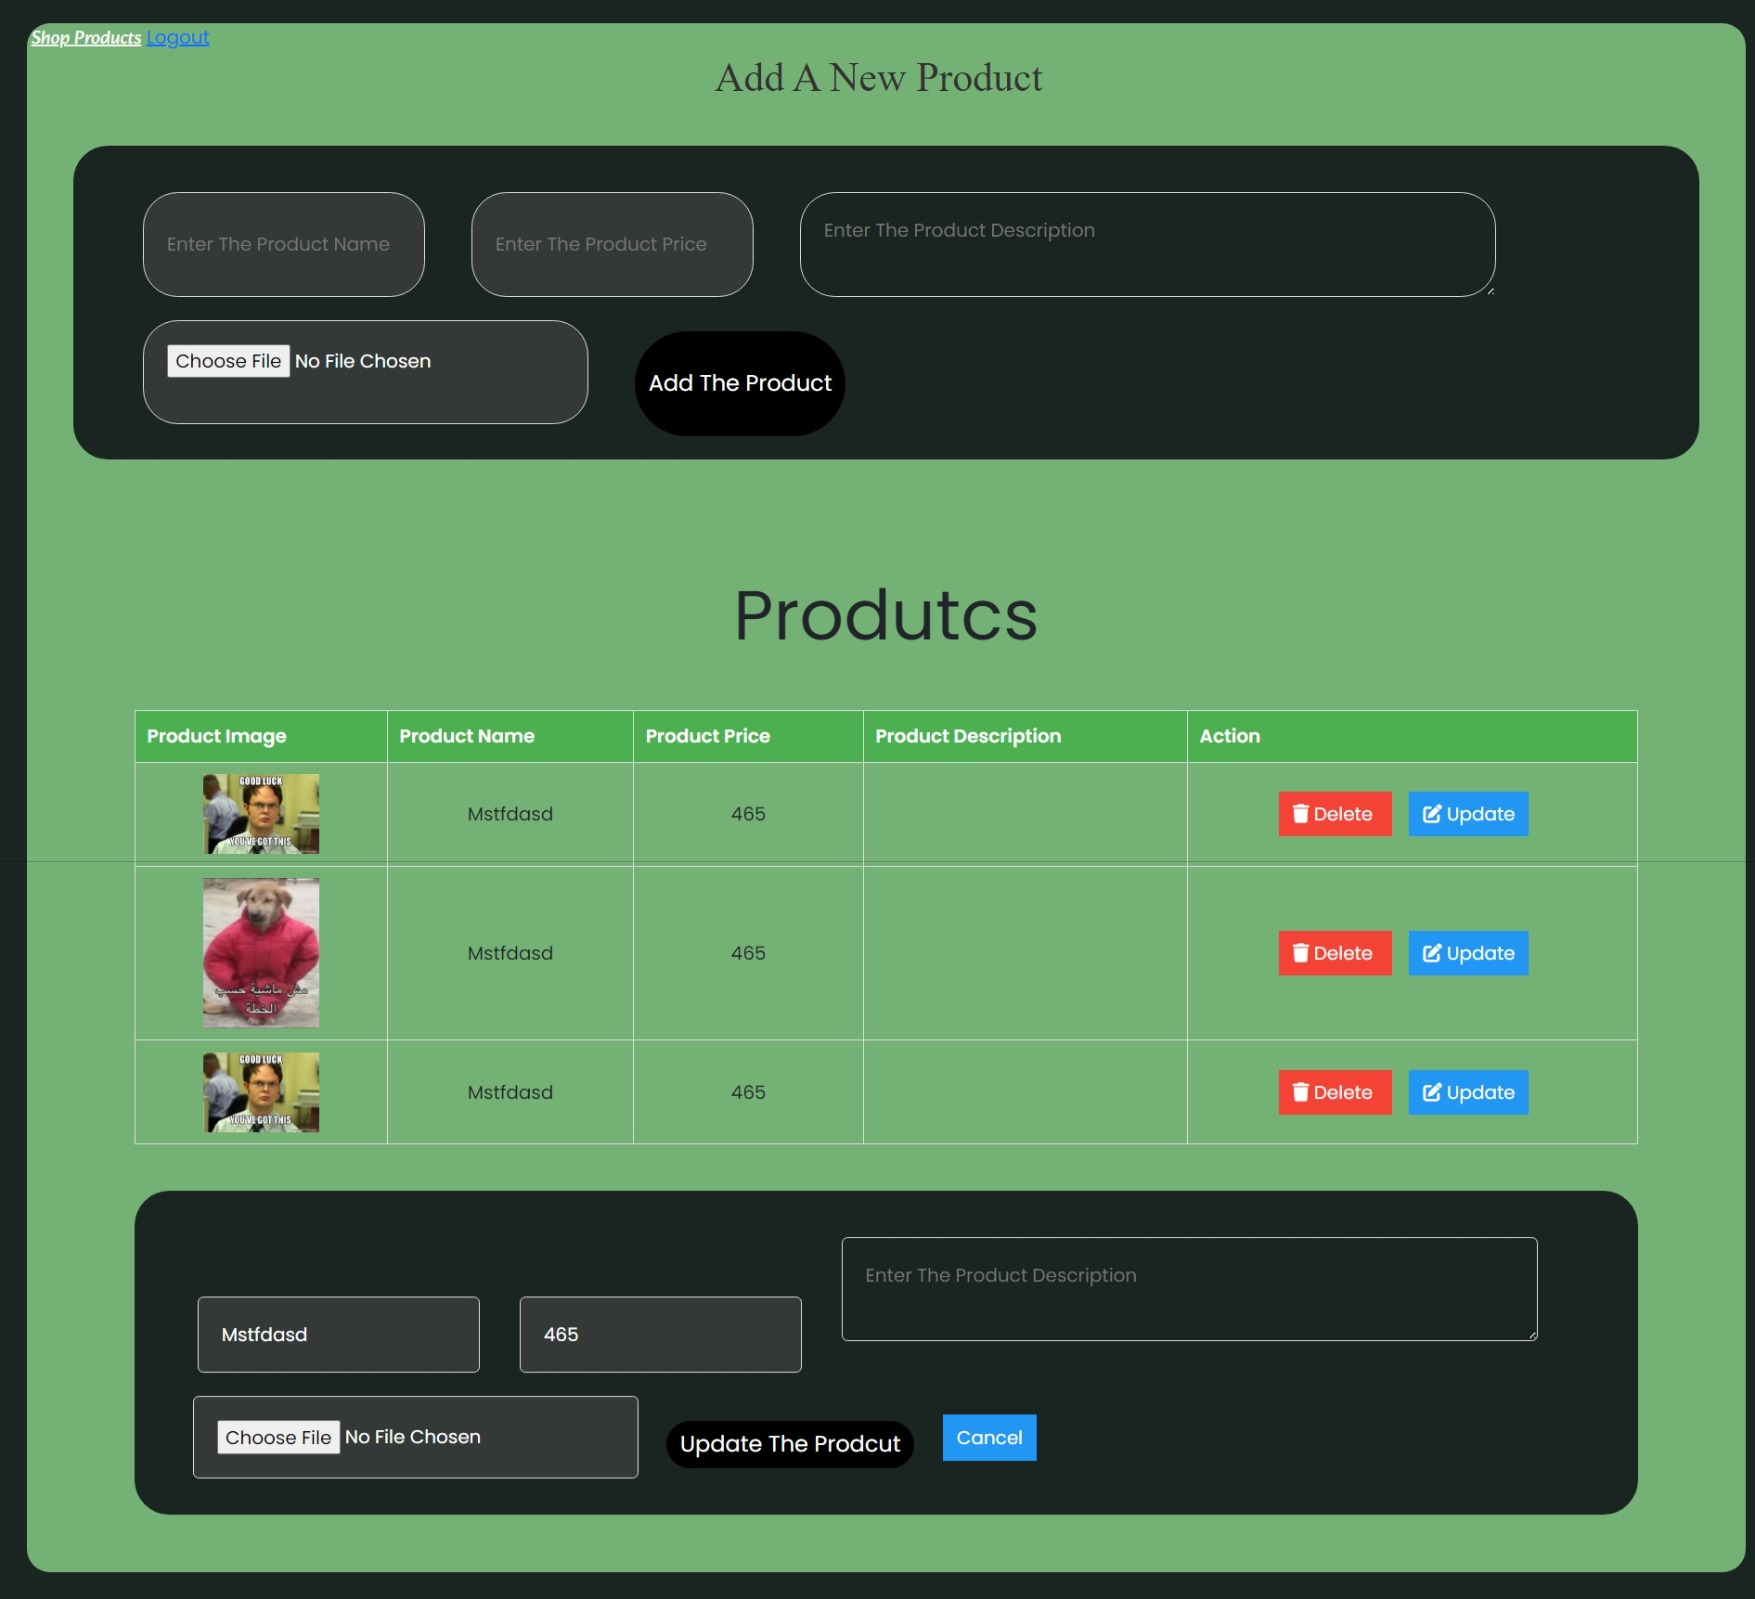 Shop Products Logout
Add A New Product
Enter The Product Name
Enter The Product Price
Enter The Product Description
Choose File No File Chosen
Add The Product
Produtcs
Product Image Product Name Product Price Product Description Action
GOOD LUCK
YOU'VE GOT THIS
Mstfdasd 465 Delete Update
مش ماشية حسب
الخطة
Mstfdasd 465 Delete Update
GOOD LUCK
YOU'VE GOT THIS
Mstfdasd 465 Delete Update
Enter The Product Description
Mstfdasd
465
Choose File No File Chosen
Update The Prodcut
Cancel